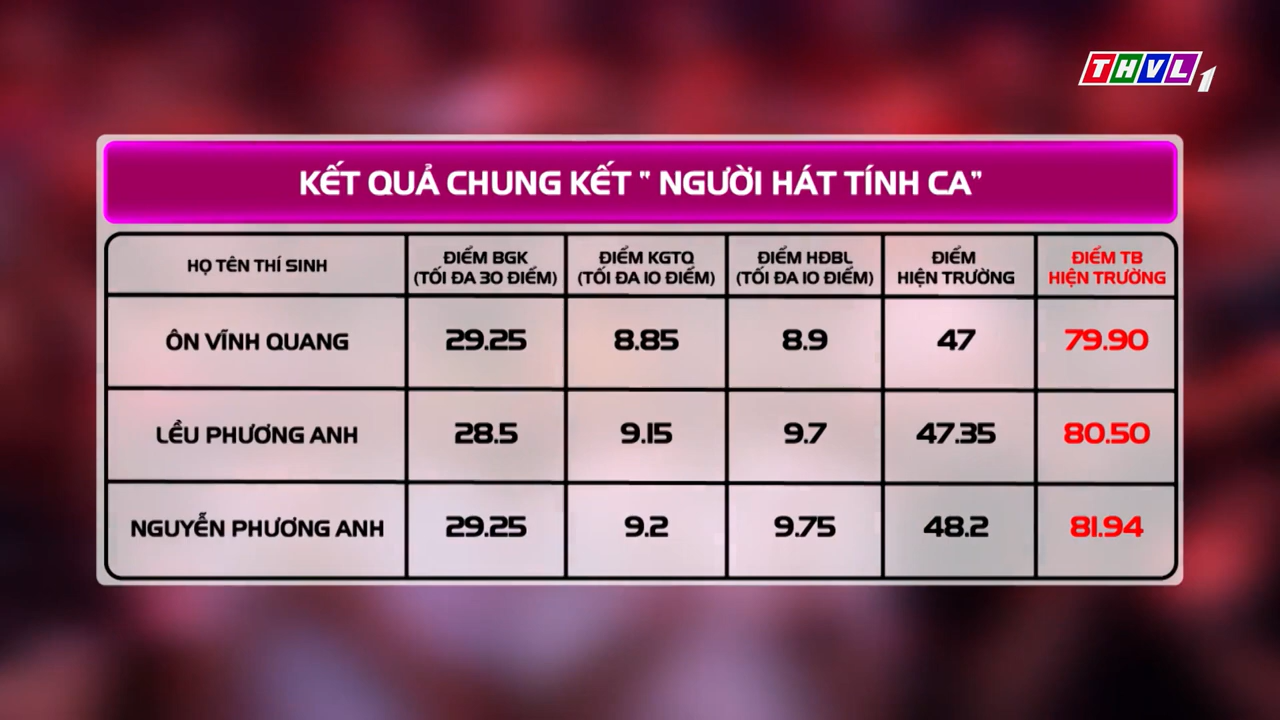 THVL1
KẾT QUẢ CHUNG KẾT " NGƯỜI HÁT TÍNH CA"
HỌ TÊN THÍ SINH
ĐIỂM BGK
(TỐI ĐA 30 ĐIỂM)
ĐIỂM KGTQ
(TỐI ĐA 10 ĐIỂM)
ĐIỂM HĐBL
(TỐI ĐA 10 ĐIỂM)
ĐIỂM
HIỆN TRƯỜNG
ĐIỂM TB
HIỆN TRƯỜNG
ÔN VĨNH QUANG
29.25
8.85
8.9
47
79.90
LỀU PHƯƠNG ANH
28.5
9.15
9.7
47.35
80.50
NGUYỄN PHƯƠNG ANH
29.25
9.2
9.75
48.2
81.94